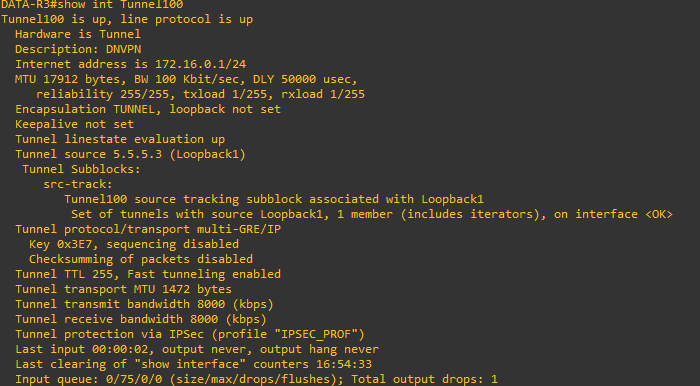 DATA-R3#show int Tunnel100
Tunnel100 is up, line protocol is up
Hardware is Tunnel
Description: DNVPN
Internet address is 172.16.0.1/24
MTU 17912 bytes, BW 100 Kbit/sec, DLY 50000 usec,
reliability 255/255, txload 1/255, rxload 1/255
Encapsulation TUNNEL, loopback not set
Keepalive not set
Tunnel linestate evaluation up
Tunnel source 5.5.5.3 (Loopback1)
Tunnel Subblocks:
src-track:
Tunnel100 source tracking subblock associated with Loopback1
Set of tunnels with source Loopback1, 1 member (includes iterators), on interface <OK>
Tunnel protocol/transport multi-GRE/IP
Key 0x3E7, sequencing disabled
Checksumming of packets disabled
Tunnel TTL 255, Fast tunneling enabled
Tunnel transport MTU 1472 bytes
Tunnel transmit bandwidth 8000 (kbps)
Tunnel receive bandwidth 8000 (kbps)
Tunnel protection via IPSec (profile "IPSEC_PROF")
Last input 00:00:02, output never, output hang never
Last clearing of "show interface" counters 16:54:33
Input queue: 0/75/0/0 (size/max/drops/flushes); Total output drops: 1